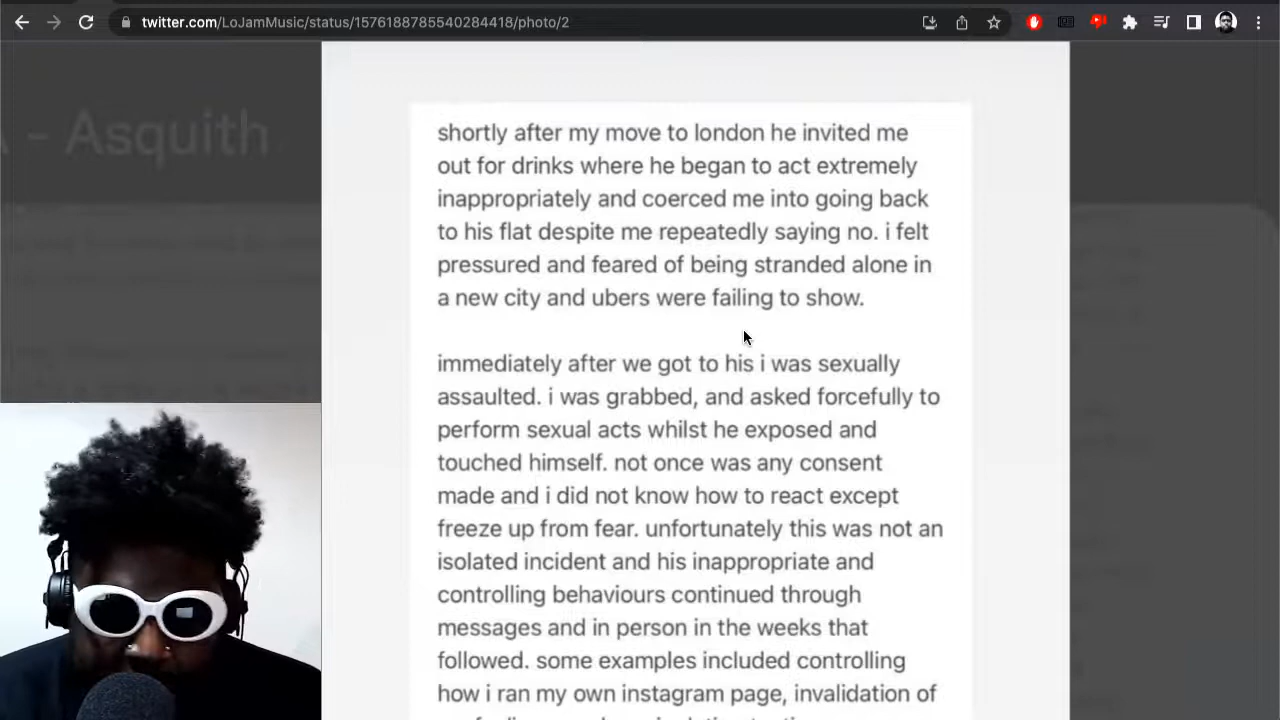 twitter.com/LoJamMusic/status/1576188785540284418/photo/2
- Asquith
shortly after my move to london he invited me
out for drinks where he began to act extremely
inappropriately and coerced me into going back
to his flat despite me repeatedly saying no. i felt
pressured and feared of being stranded alone in
a new city and ubers were failing to show.
immediately after we got to his i was sexually
assaulted. i was grabbed, and asked forcefully to
perform sexual acts whilst he exposed and
touched himself. not once was any consent
made and i did not know how to react except
freeze up from fear. unfortunately this was not an
isolated incident and his inappropriate and
controlling behaviours continued through
messages and in person in the weeks that
followed. some examples included controlling
how i ran my own instagram page, invalidation of